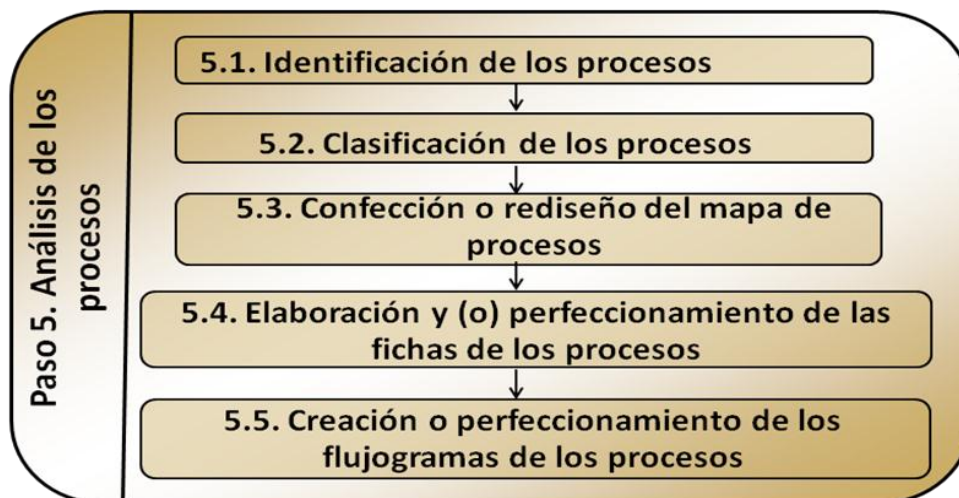 Paso 5. Análisis de los
procesos
5.1. Identificación de los procesos
5.2. Clasificación de los procesos
5.3. Confección o rediseño del mapa de
procesos
5.4. Elaboración y (o) perfeccionamiento de las
fichas de los procesos
5.5. Creación o perfeccionamiento de los
flujogramas de los procesos